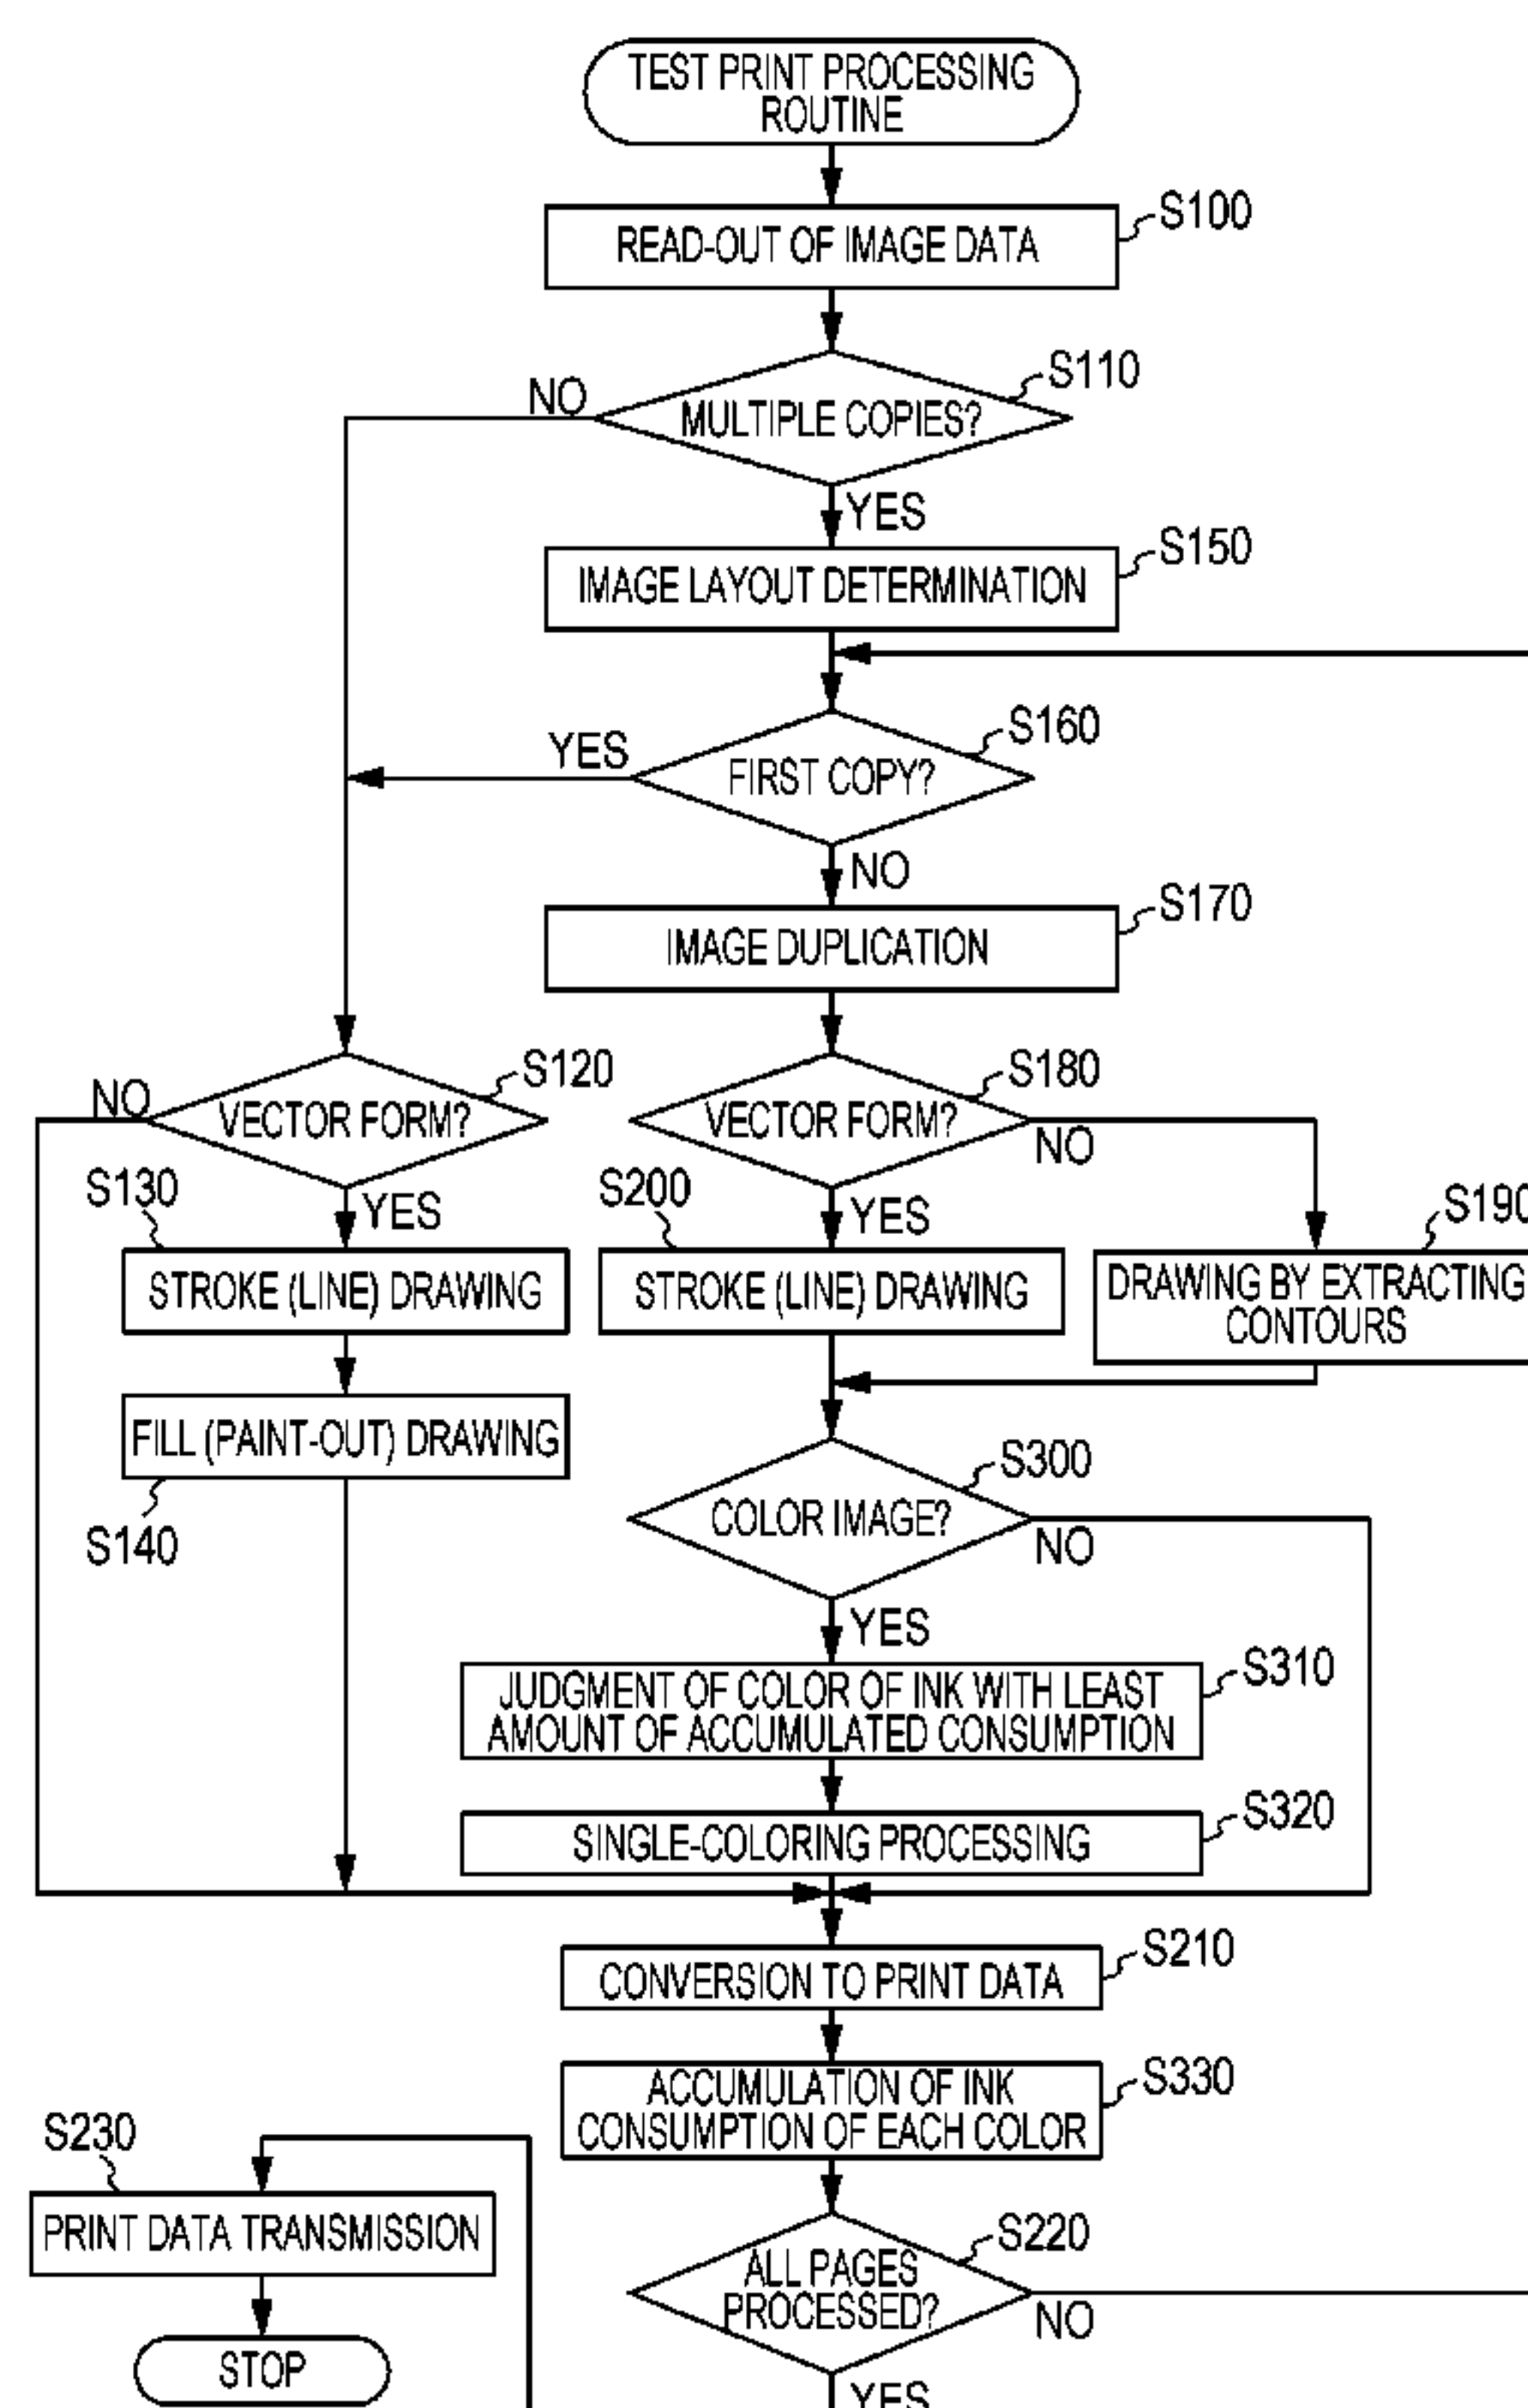 TEST PRINT PROCESSING
ROUTINE
S100
READ-OUT OF IMAGE DATA
S110
NO
MULTIPLE COPIES?
YES
S150
IMAGE LAYOUT DETERMINATION
S160
YES
FIRST COPY?
NO
S170
IMAGE DUPLICATION
S120
S180
NO
VECTOR FORM?
VECTOR FORM?
NO
S130
YES
S200
YES
S190
STROKE (LINE) DRAWING
STROKE (LINE) DRAWING
DRAWING BY EXTRACTING
CONTOURS
FILL (PAINT-OUT) DRAWING
S140
S300
COLOR IMAGE?
NO
YES
S310
JUDGMENT OF COLOR OF INK WITH LEAST
AMOUNT OF ACCUMULATED CONSUMPTION
S320
SINGLE-COLORING PROCESSING
S210
CONVERSION TO PRINT DATA
S330
ACCUMULATION OF INK
CONSUMPTION OF EACH COLOR
S230
PRINT DATA TRANSMISSION
S220
ALL PAGES
PROCESSED?
NO
STOP
YES